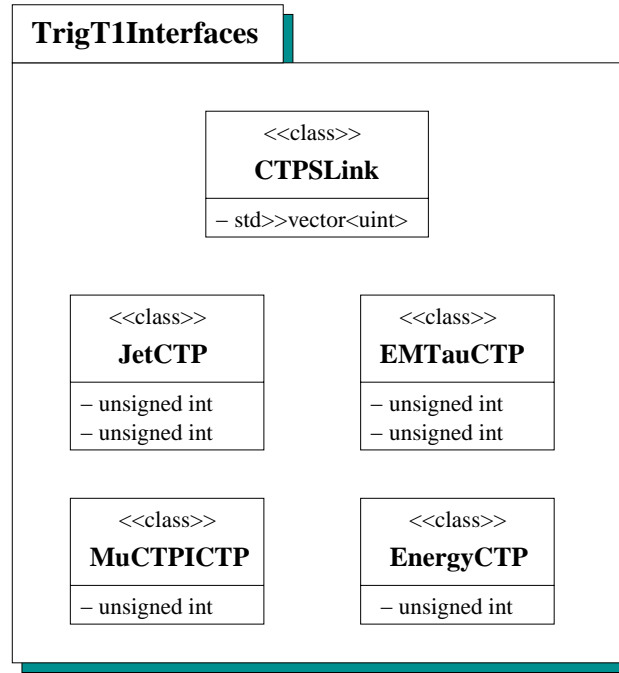 TrigT1Interfaces
<<class>>
CTPSLink
– std>>vector<uint>
<<class>>
JetCTP
– unsigned int
– unsigned int
<<class>>
EMTauCTP
– unsigned int
– unsigned int
<<class>>
MuCTPICTP
– unsigned int
<<class>>
EnergyCTP
– unsigned int